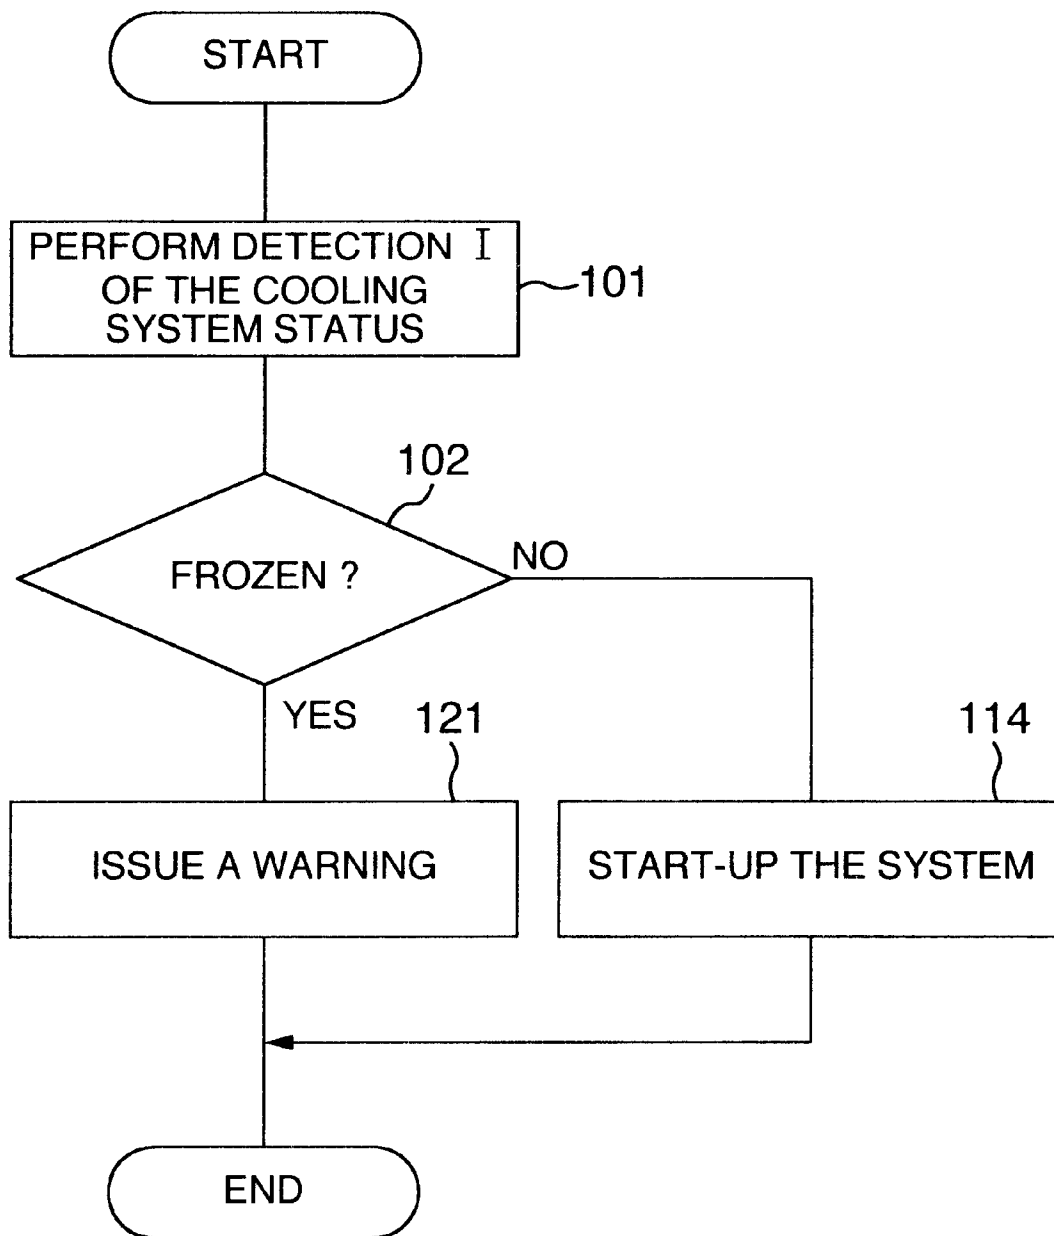 START
PERFORM DETECTION I
OF THE COOLING
SYSTEM STATUS
101
102
FROZEN ?
NO
YES
121
114
ISSUE A WARNING
START-UP THE SYSTEM
END